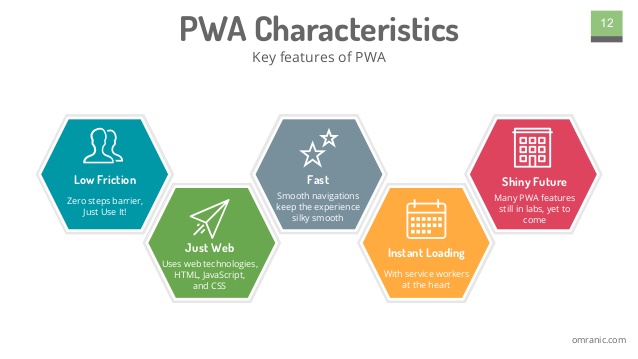 PWA Characteristics
12
Key features of PWA
Low Friction
Zero steps barrier,
Just Use It!
Just Web
Uses web technologies,
HTML, JavaScript,
and CSS
Fast
Smooth navigations
keep the experience
silky smooth
Instant Loading
With service workers
at the heart
Shiny Future
Many PWA features
still in labs, yet to
come
omranic.com